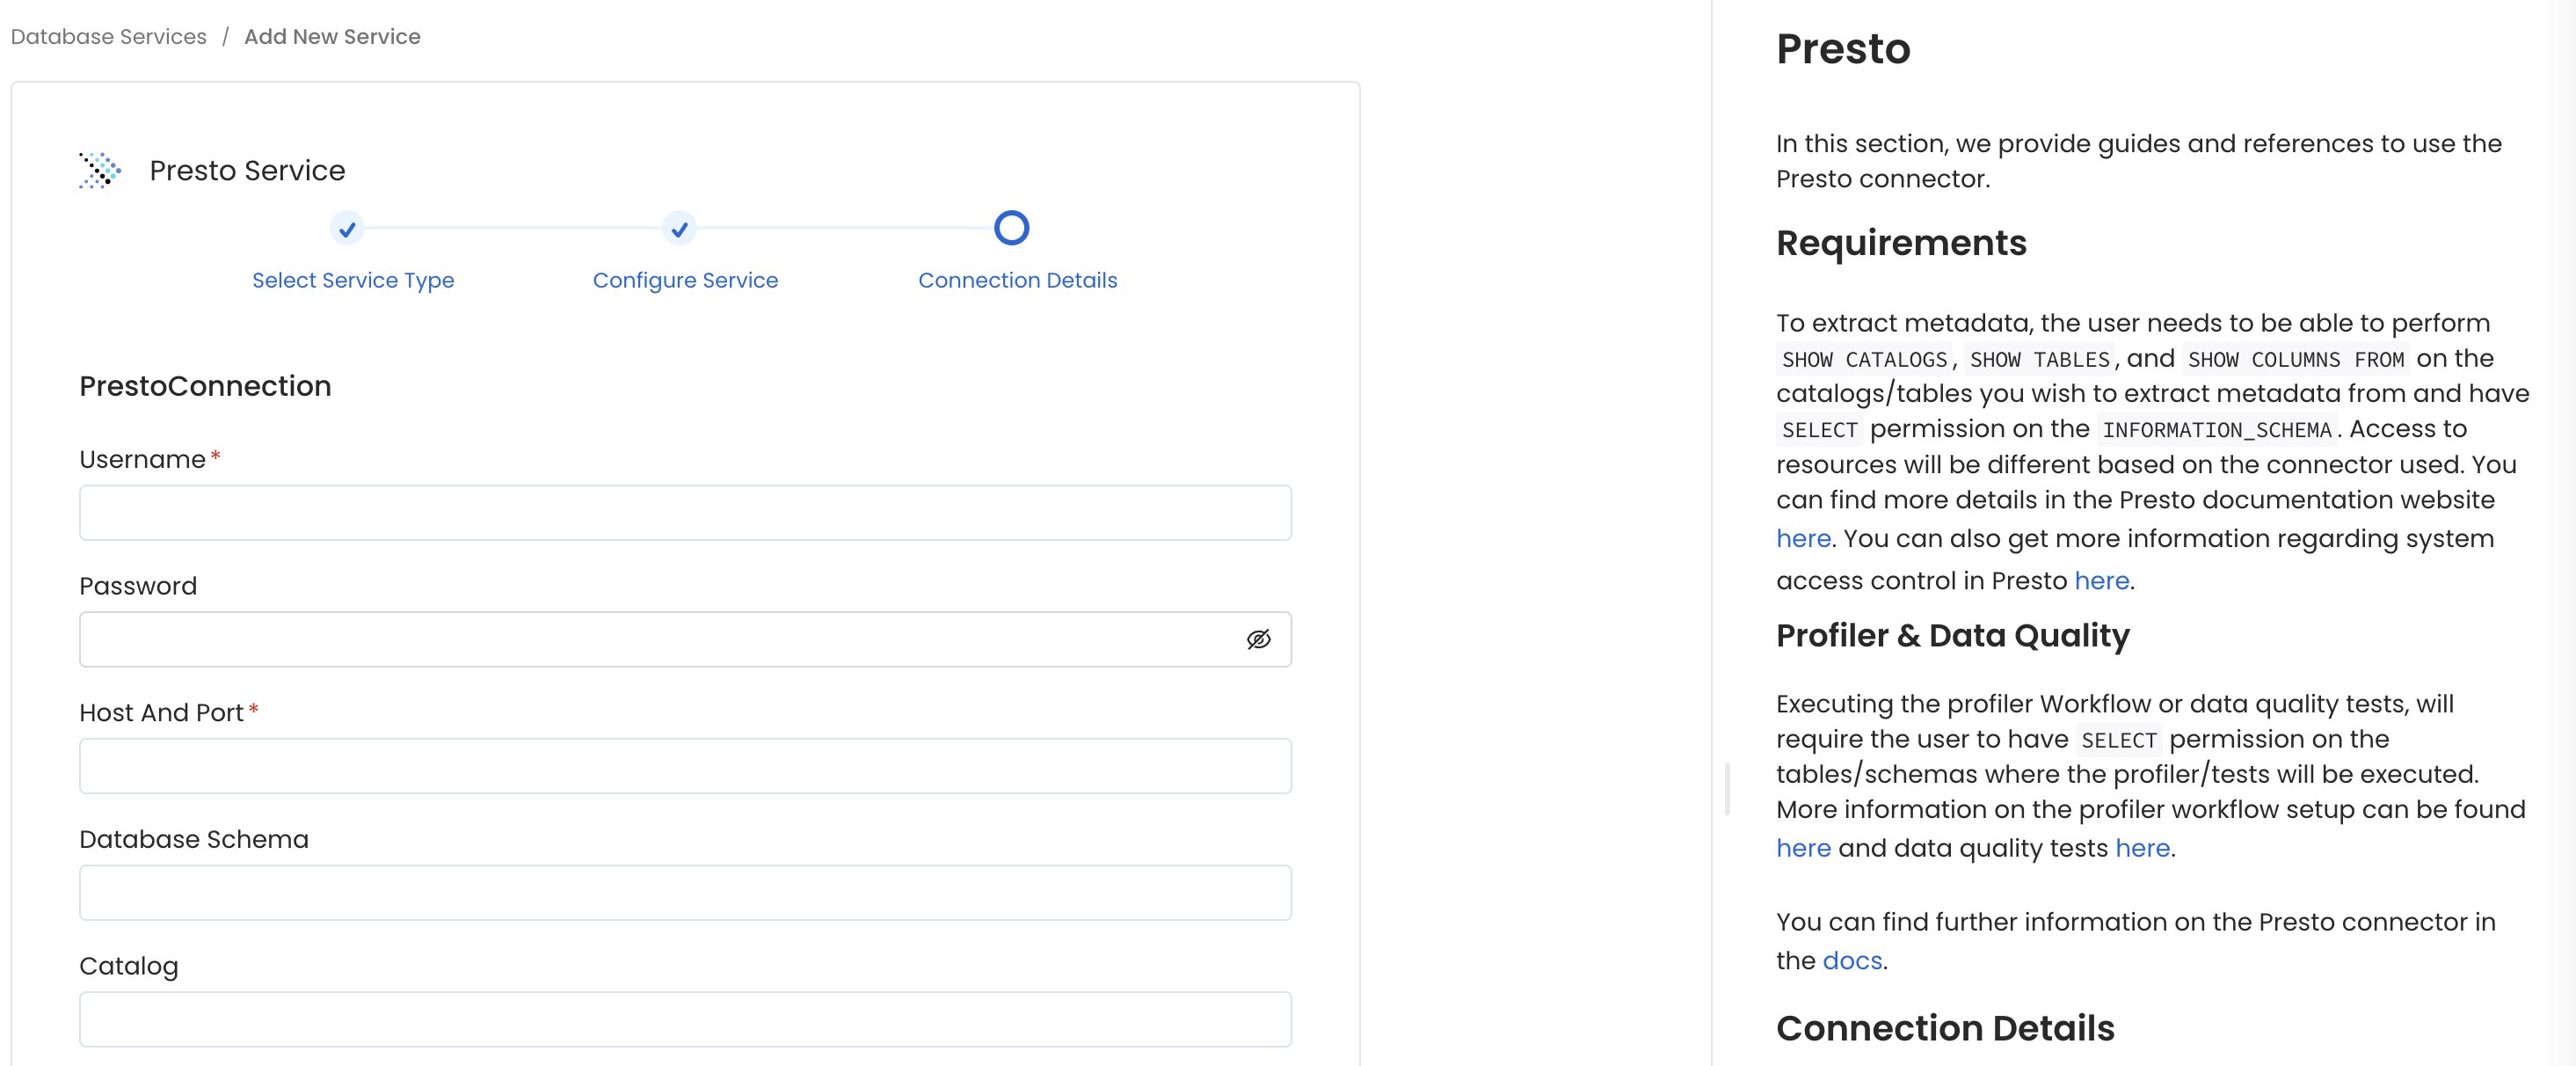 Database Services / Add New Service
Presto Service
Select Service Type
Configure Service
Connection Details
PrestoConnection
Username*
Password
Host And Port*
Database Schema
Catalog
Presto
In this section, we provide guides and references to use the
Presto connector.
Requirements
To extract metadata, the user needs to be able to perform
SHOW CATALOGS, SHOW TABLES, and SHOW COLUMNS FROM on the
catalogs/tables you wish to extract metadata from and have
SELECT permission on the INFORMATION_SCHEMA. Access to
resources will be different based on the connector used. You
can find more details in the Presto documentation website
here. You can also get more information regarding system
access control in Presto here.
Profiler & Data Quality
Executing the profiler Workflow or data quality tests, will
require the user to have SELECT permission on the
tables/schemas where the profiler/tests will be executed.
More information on the profiler workflow setup can be found
here and data quality tests here.
You can find further information on the Presto connector in
the docs.
Connection Details